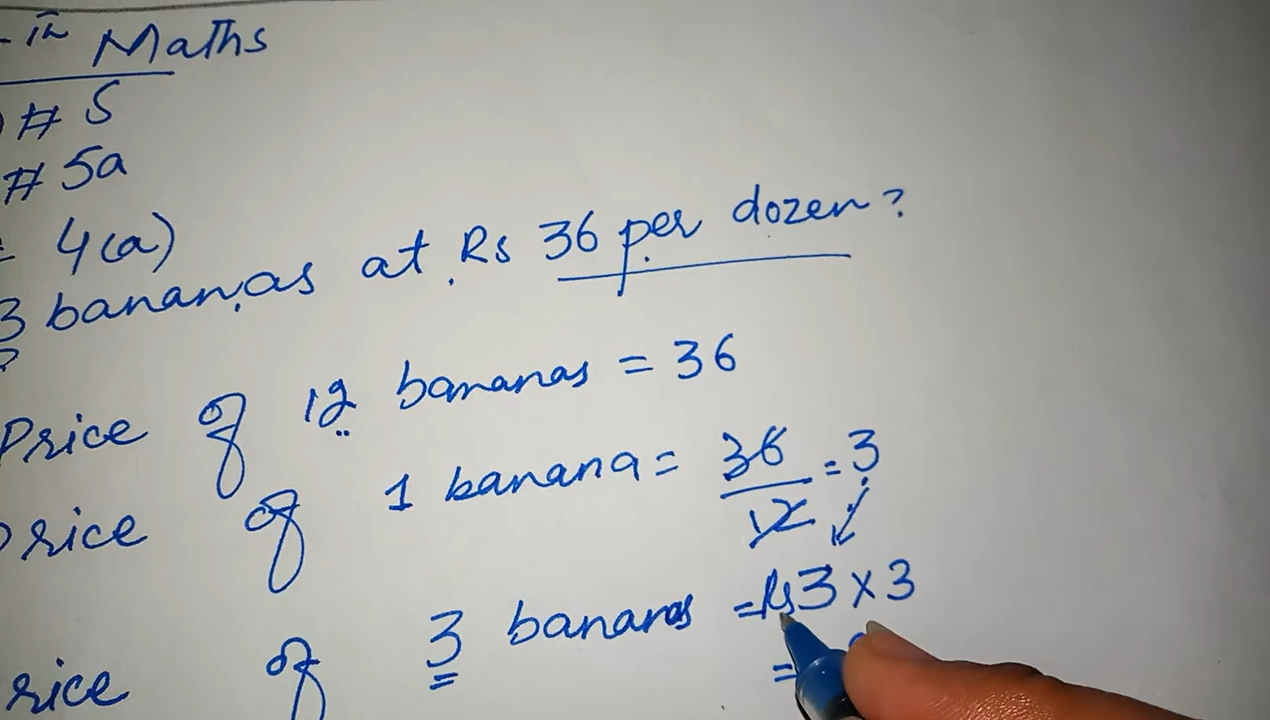 Maths
# 5
# 5a
4(a)
3 bananas at Rs 36 per dozen?
Price of 12 bananas = 36
price of 1 banana = 36/12 = 3
rice of 3 bananas = Rs 3 × 3
=